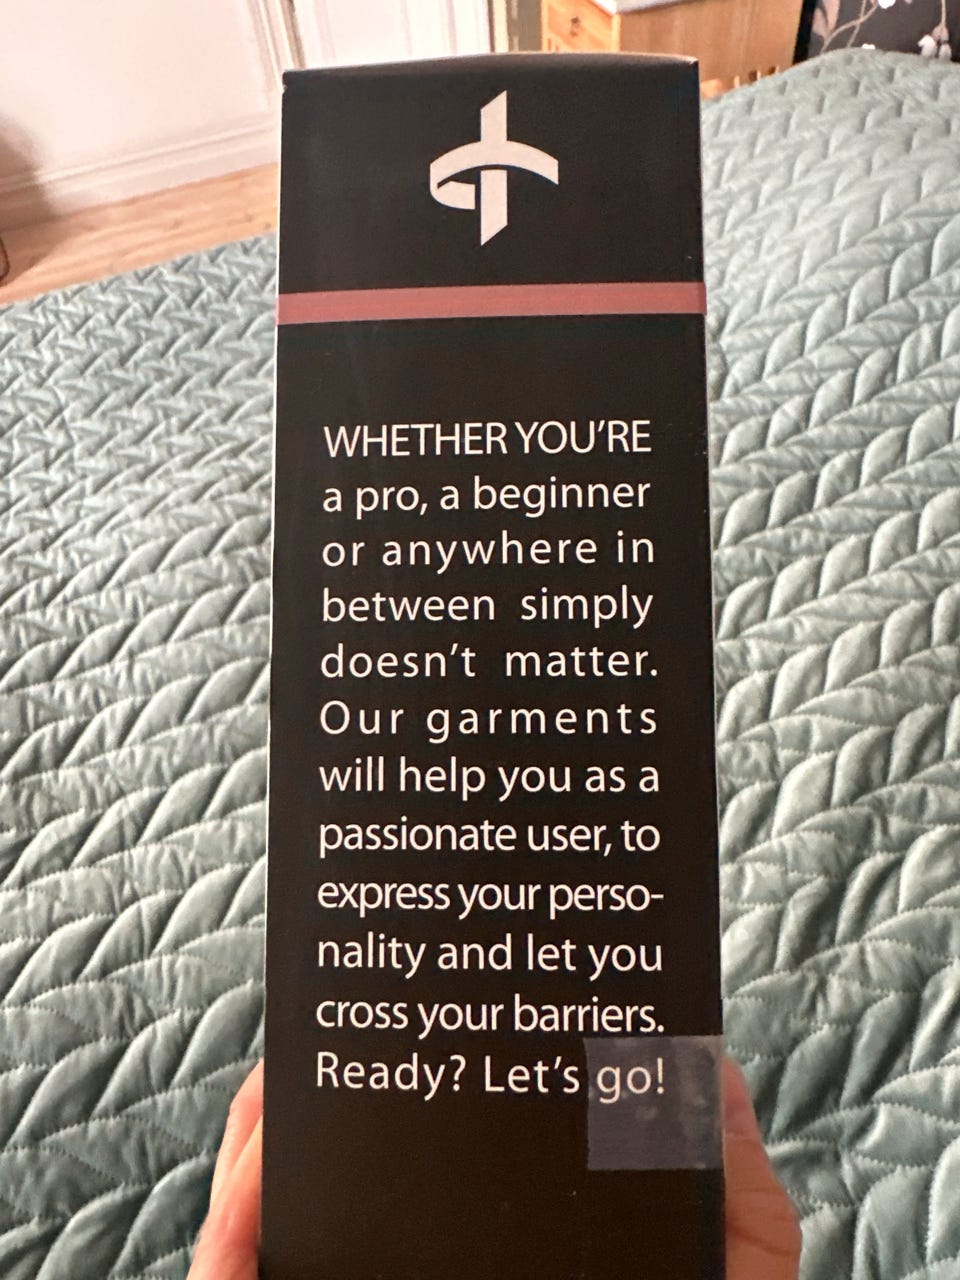 WHETHER YOU'RE
a pro, a beginner
or anywhere in
between simply
doesn't matter.
Our garments
will help you as a
passionate user, to
express your perso-
nality and let you
cross your barriers.
Ready? Let's go!